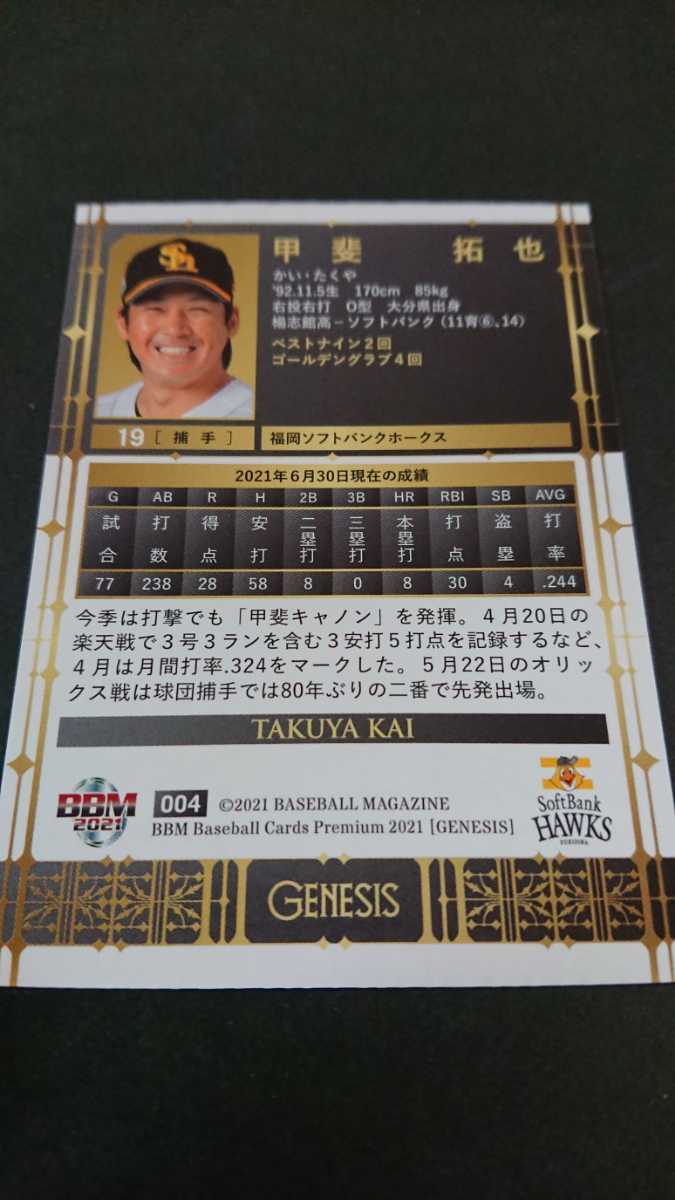 SH
甲斐 拓也
かい・たくや
'92.11.5生 170cm 85kg
右投右打 O型 大分県出身
楊志館高－ソフトバンク (11育⑥、14)
ベストナイン2回
ゴールデングラブ4回
19 [ 捕手 ] 福岡ソフトバンクホークス
2021年6月30日現在の成績
G AB R H 2B 3B HR RBI SB AVG
試合 打数 得点 安打 二塁打 三塁打 本塁打 打点 盗塁 打率
77 238 28 58 8 0 8 30 4 .244
今季は打撃でも「甲斐キャノン」を発揮。4月20日の
楽天戦で3号3ランを含む3安打5打点を記録するなど、
4月は月間打率.324をマークした。5月22日のオリッ
クス戦は球団捕手では80年ぶりの二番で先発出場。
TAKUYA KAI
BBM
2021
004 ©2021 BASEBALL MAGAZINE
BBM Baseball Cards Premium 2021 [GENESIS]
SoftBank
HAWKS
FUKUOKA
GENESIS